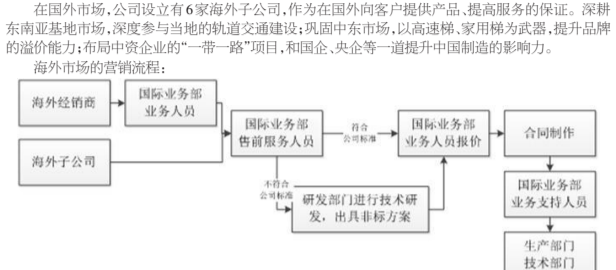 在国外市场,公司设立有6家海外子公司,作为在国外向客户提供产品、提高服务的保证。深耕
东南亚基地市场,深度参与当地的轨道交通建设;巩固中东市场,以高速梯、家用梯为武器,提升品牌
的溢价能力;布局中资企业的“一带一路”项目,和国企、央企等一道提升中国制造的影响力。
海外市场的营销流程:
海外经销商
国际业务部
业务人员
海外子公司
国际业务部
售前服务人员
符合
公司标准
国际业务部
业务人员报价
合同制作
不符合
公司标准
研发部门进行技术研
发，出具非标方案
国际业务部
业务支持人员
生产部门
技术部门